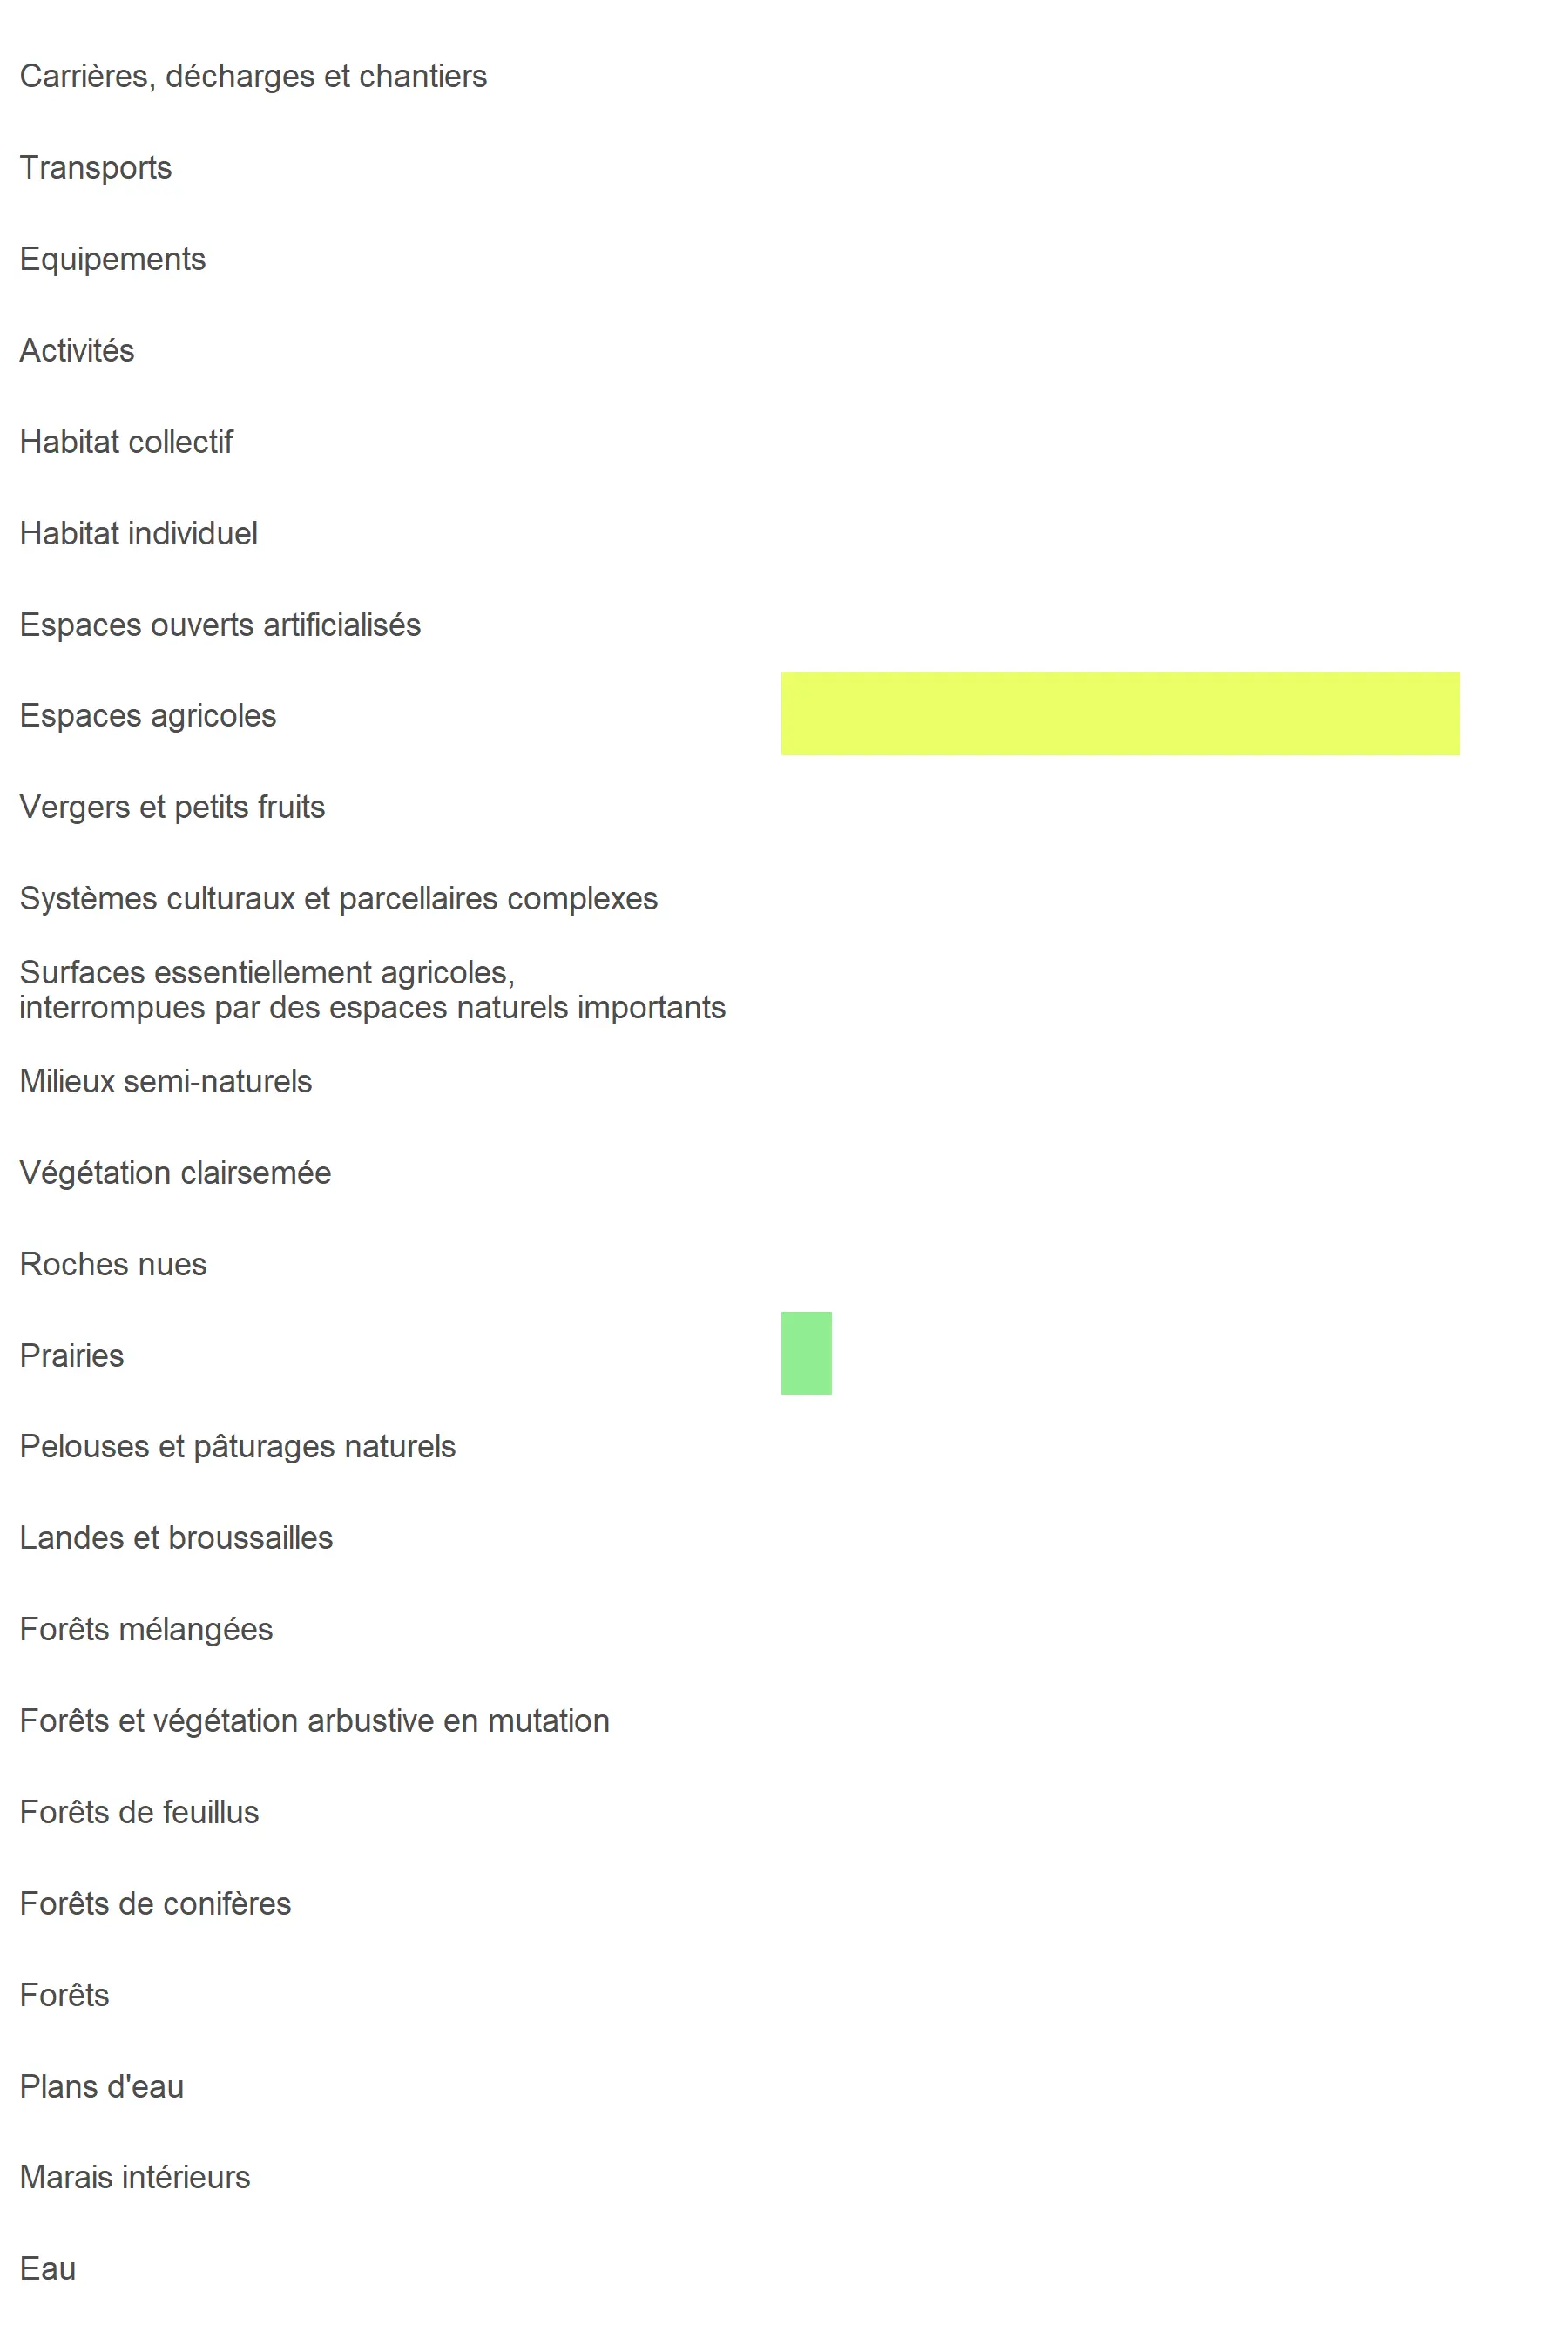 Carrières, décharges et chantiers
Transports
Equipements
Activités
Habitat collectif
Habitat individuel
Espaces ouverts artificialisés
Espaces agricoles
Vergers et petits fruits
Systèmes culturaux et parcellaires complexes
Surfaces essentiellement agricoles,
interrompues par des espaces naturels importants
Milieux semi-naturels
Végétation clairsemée
Roches nues
Prairies
Pelouses et pâturages naturels
Landes et broussailles
Forêts mélangées
Forêts et végétation arbustive en mutation
Forêts de feuillus
Forêts de conifères
Forêts
Plans d'eau
Marais intérieurs
Eau